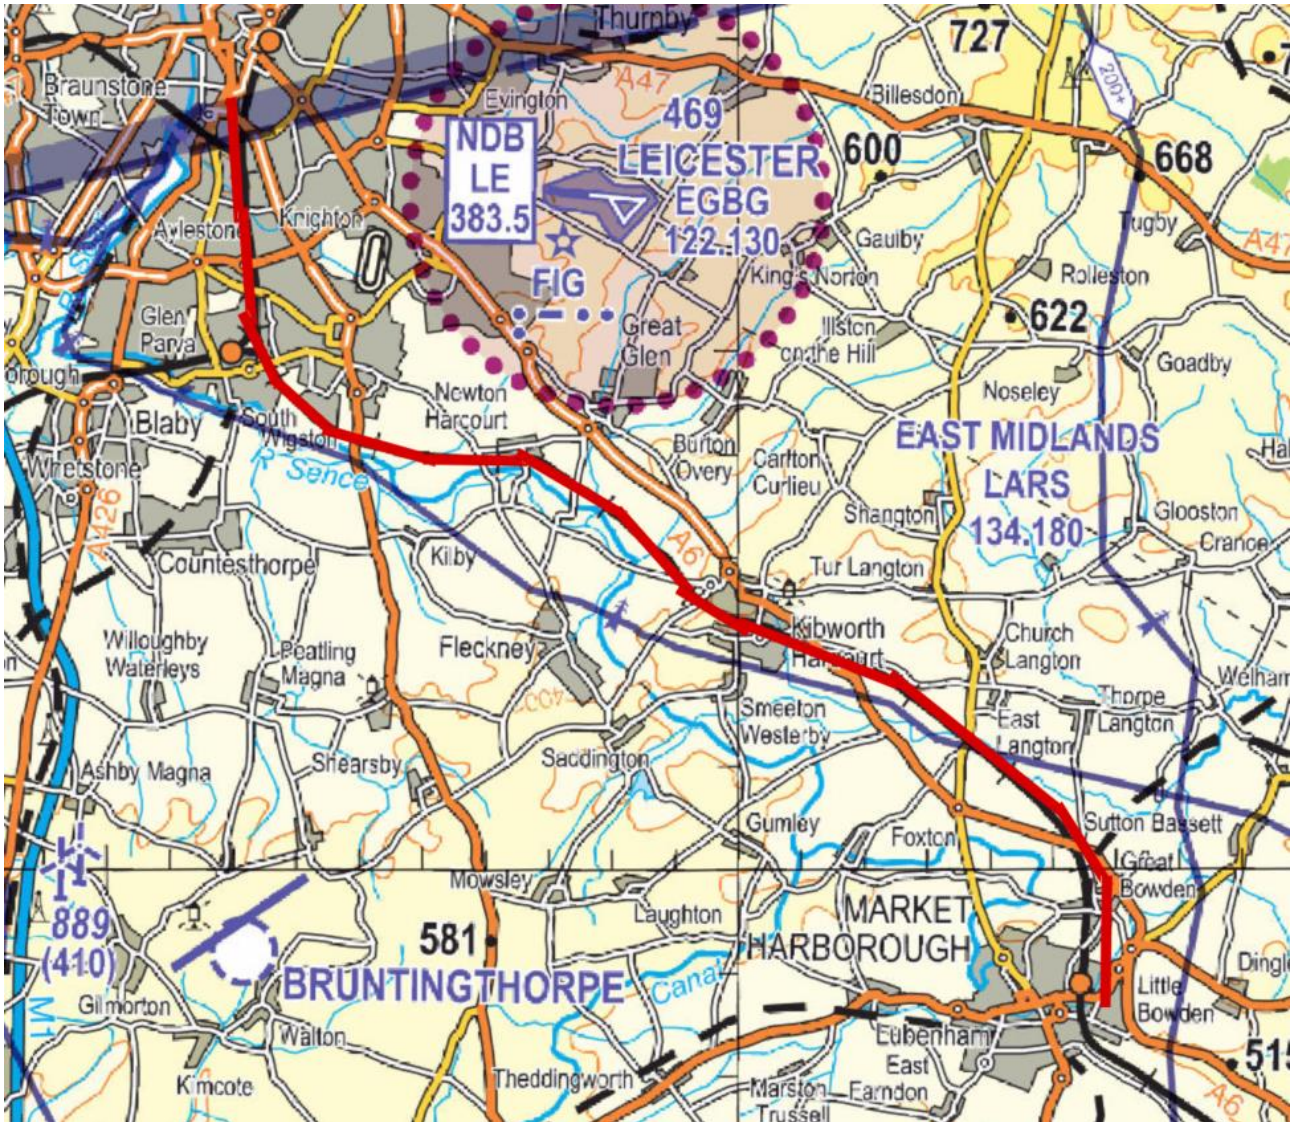 Thurnby
727
Braunstone
Town
A47
200+
Evington
Billesdon
469
NDB
LE
383.5
LEICESTER
EGBG
122.130
600
668
Knighton
Aylestone
Gaulby
Tugby
A47
King's Norton
Rolleston
FIG
Glen
Parva
Great
Glen
Illston
on the Hill
622
Goadby
orough
Newton
Harcourt
Noseley
Blaby
South
Wigston
Burton
Overy
EAST MIDLANDS
LARS
134.180
Whetstone
R Sence
Carlton
Curlieu
Hal
A426
Shangton
Glooston
Cranoe
Countesthorpe
Kilby
A6
Tur Langton
Willoughby
Waterleys
Peatling
Magna
Fleckney
Kibworth
Harcourt
Church
Langton
Welham
Thorpe
Langton
Smeeton
Westerby
East
Langton
Ashby Magna
Shearsby
Saddington
Gumley
Foxton
Sutton Bassett
Great
Bowden
Mowsley
889
(410)
581
Laughton
MARKET
HARBOROUGH
BRUNTINGTHORPE
Canal
Dingl
Gilmorton
Little
Bowden
M1
Walton
Lubenham
515
Kimcote
Theddingworth
East
Farndon
Marston
Trussell
A6